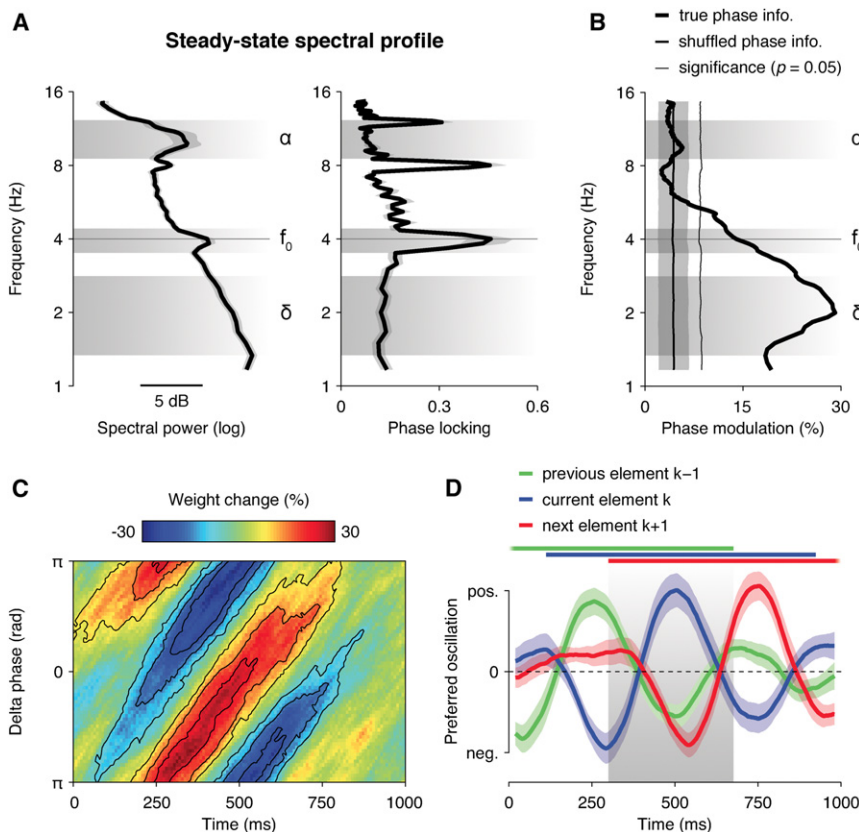 A
Steady-state spectral profile
16
8
4
2
1
Frequency (Hz)
α
f0
δ
5 dB
Spectral power (log)
16
8
4
2
1
Frequency (Hz)
0
0.3
0.6
Phase locking
B
true phase info.
shuffled phase info.
significance (p = 0.05)
16
8
4
2
1
Frequency (Hz)
f0
δ
0
15
30
Phase modulation (%)
C
Weight change (%)
-30
30
π
0
π
Delta phase (rad)
0
250
500
750
1000
Time (ms)
D
previous element k−1
current element k
next element k+1
pos.
0
neg.
Preferred oscillation
0
250
500
750
1000
Time (ms)